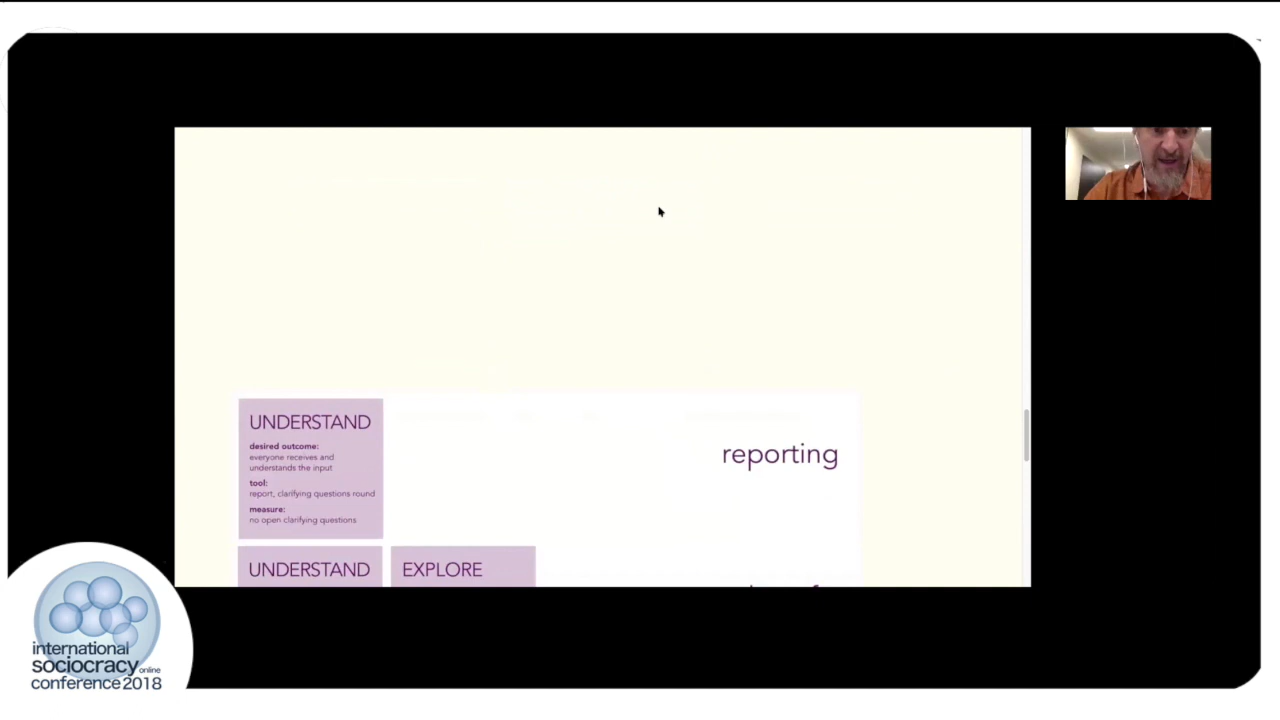 UNDERSTAND
desired outcome:
everyone receives and
understands the input
tool:
report, clarifying questions round
measure:
no open clarifying questions
reporting
UNDERSTAND
EXPLORE
international
sociocracy online
conference 2018